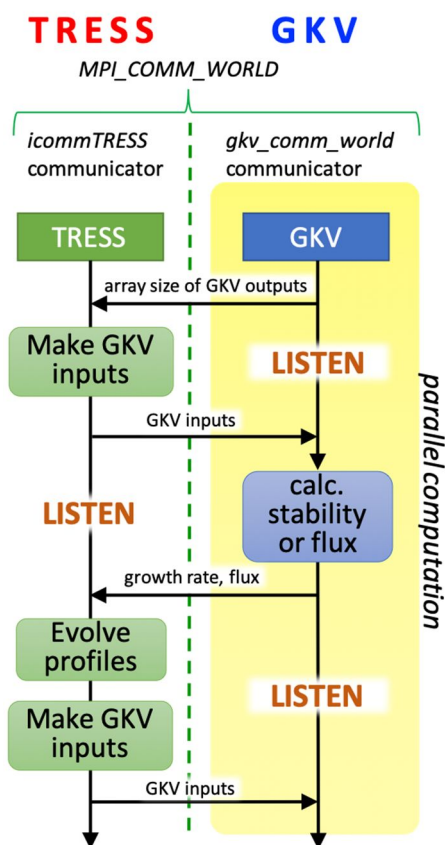 TRESS GKV
MPI_COMM_WORLD
icommTRESS gkv_comm_world
communicator communicator
TRESS GKV
array size of GKV outputs
Make GKV
inputs
LISTEN
GKV inputs
calc.
stability
or flux
LISTEN
growth rate, flux
Evolve
profiles
LISTEN
Make GKV
inputs
GKV inputs
parallel computation